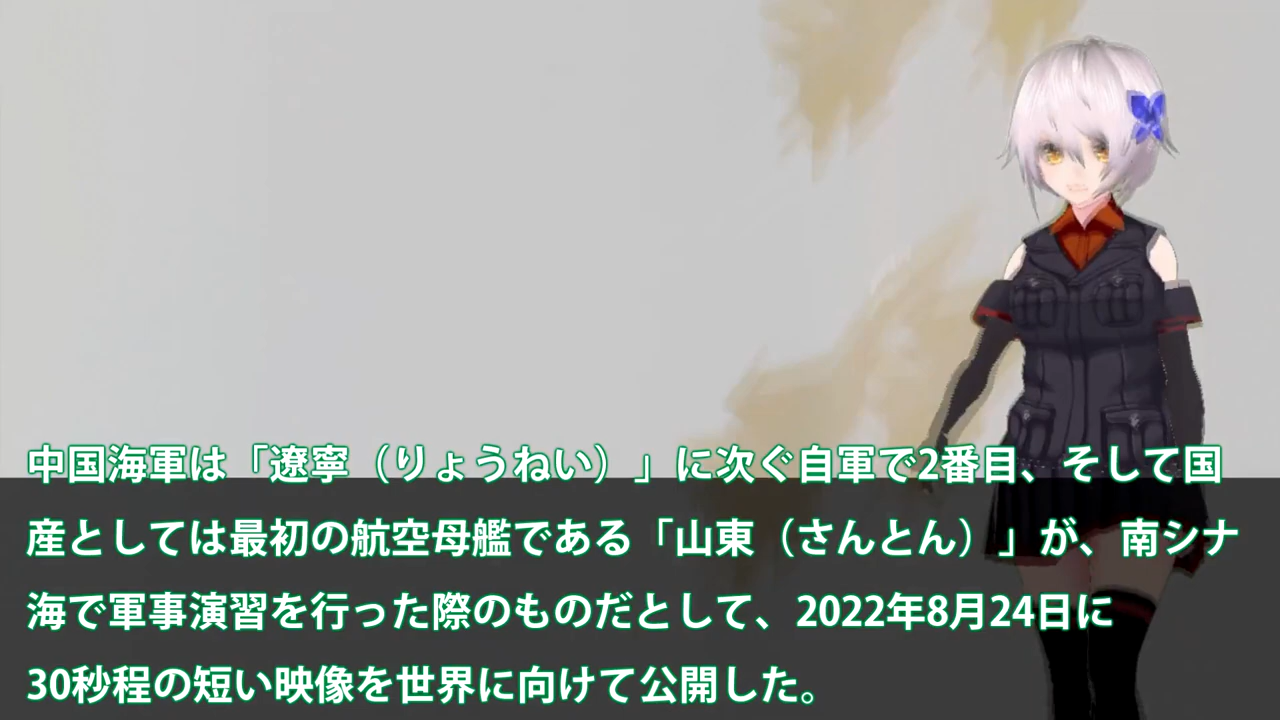 中国海軍は「遼寧（りょうねい）」に次ぐ自軍で2番目、そして国
産としては最初の航空母艦である「山東（さんとん）」が、南シナ
海で軍事演習を行った際のものだとして、2022年8月24日に
30秒程の短い映像を世界に向けて公開した。